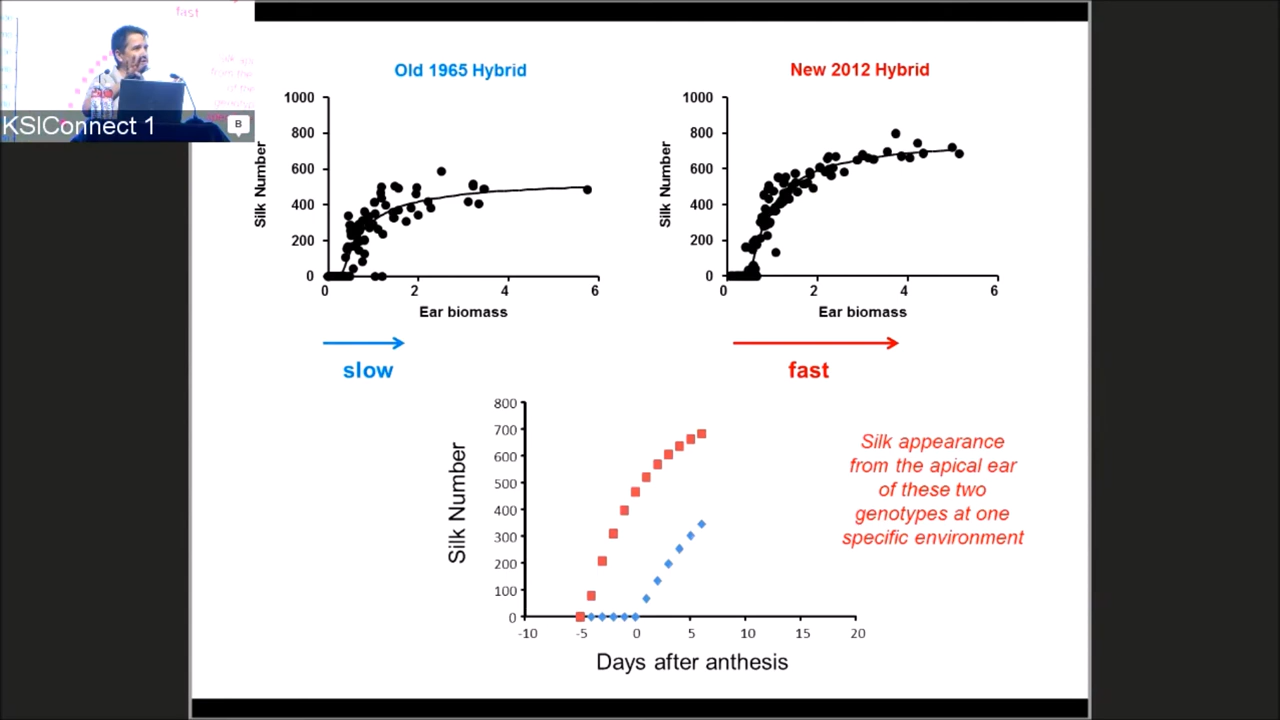 fast
KSIConnect 1
B
Old 1965 Hybrid
New 2012 Hybrid
1000
800
600
400
200
0
Silk Number
0 2 4 6
Ear biomass
1000
800
600
400
200
0
Silk Number
0 2 4 6
Ear biomass
slow
fast
800
700
600
500
400
300
200
100
0
Silk Number
-10 -5 0 5 10 15 20
Days after anthesis
Silk appearance
from the apical ear
of these two
genotypes at one
specific environment